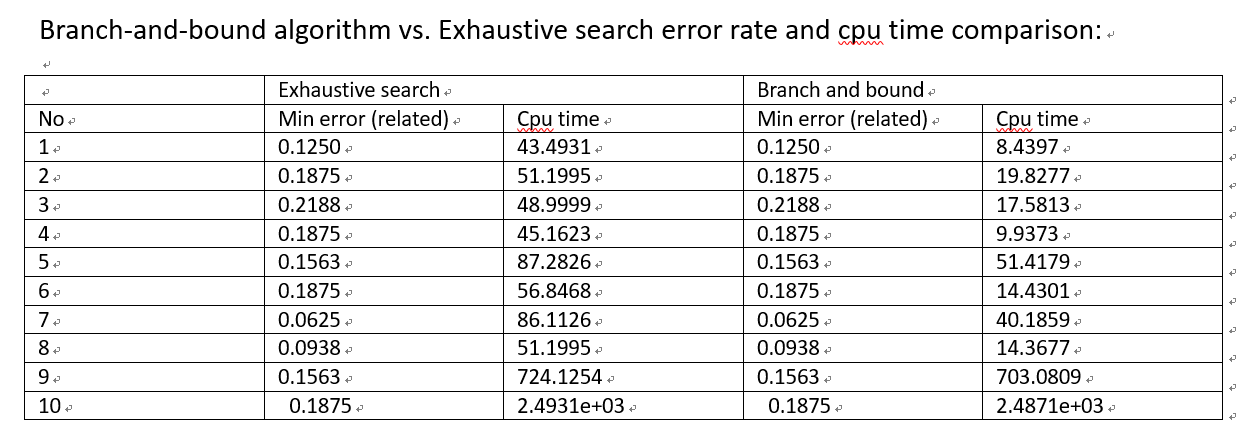 Branch-and-bound algorithm vs. Exhaustive search error rate and cpu time comparison:
Exhaustive search Branch and bound
No Min error (related) Cpu time Min error (related) Cpu time
1 0.1250 43.4931 0.1250 8.4397
2 0.1875 51.1995 0.1875 19.8277
3 0.2188 48.9999 0.2188 17.5813
4 0.1875 45.1623 0.1875 9.9373
5 0.1563 87.2826 0.1563 51.4179
6 0.1875 56.8468 0.1875 14.4301
7 0.0625 86.1126 0.0625 40.1859
8 0.0938 51.1995 0.0938 14.3677
9 0.1563 724.1254 0.1563 703.0809
10 0.1875 2.4931e+03 0.1875 2.4871e+03